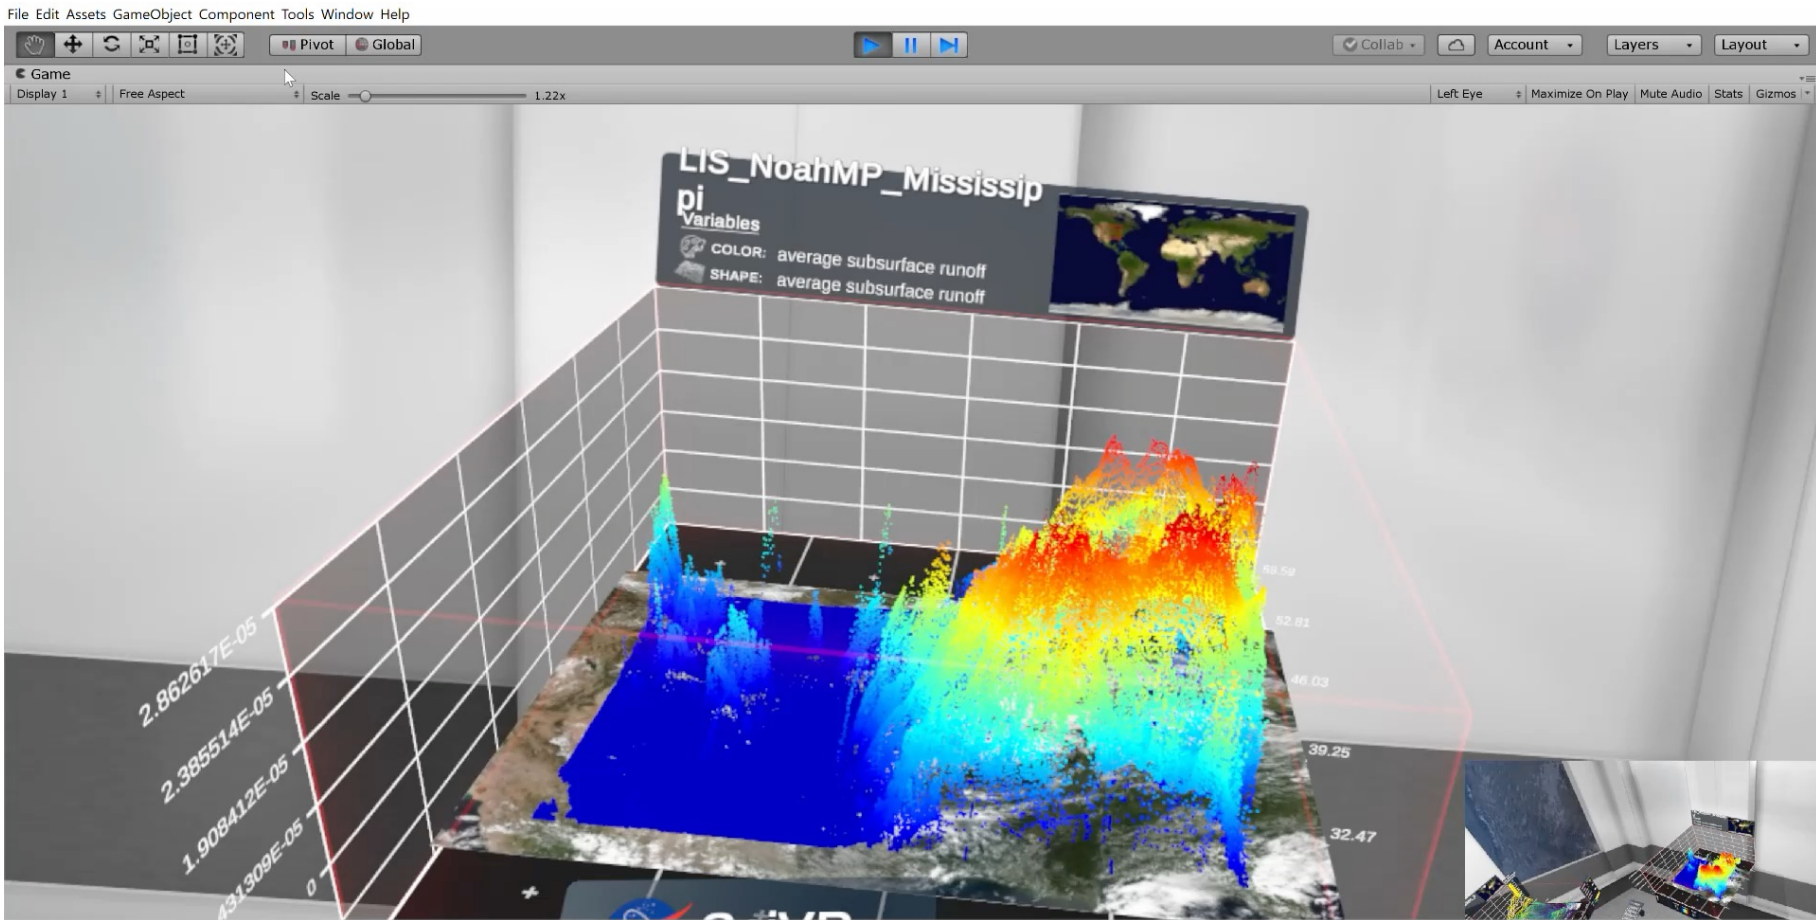 File Edit Assets GameObject Component Tools Window Help
Pivot Global Collab Account Layers Layout
Game
Display 1 Free Aspect Scale 1.22x Left Eye Maximize On Play Mute Audio Stats Gizmos
LIS_NoahMP_Mississip
pi
Variables
COLOR: average subsurface runoff
SHAPE: average subsurface runoff
59.59
52.81
46.03
39.25
32.47
2.862617E-05
2.385514E-05
1.908412E-05
431309E-05
0